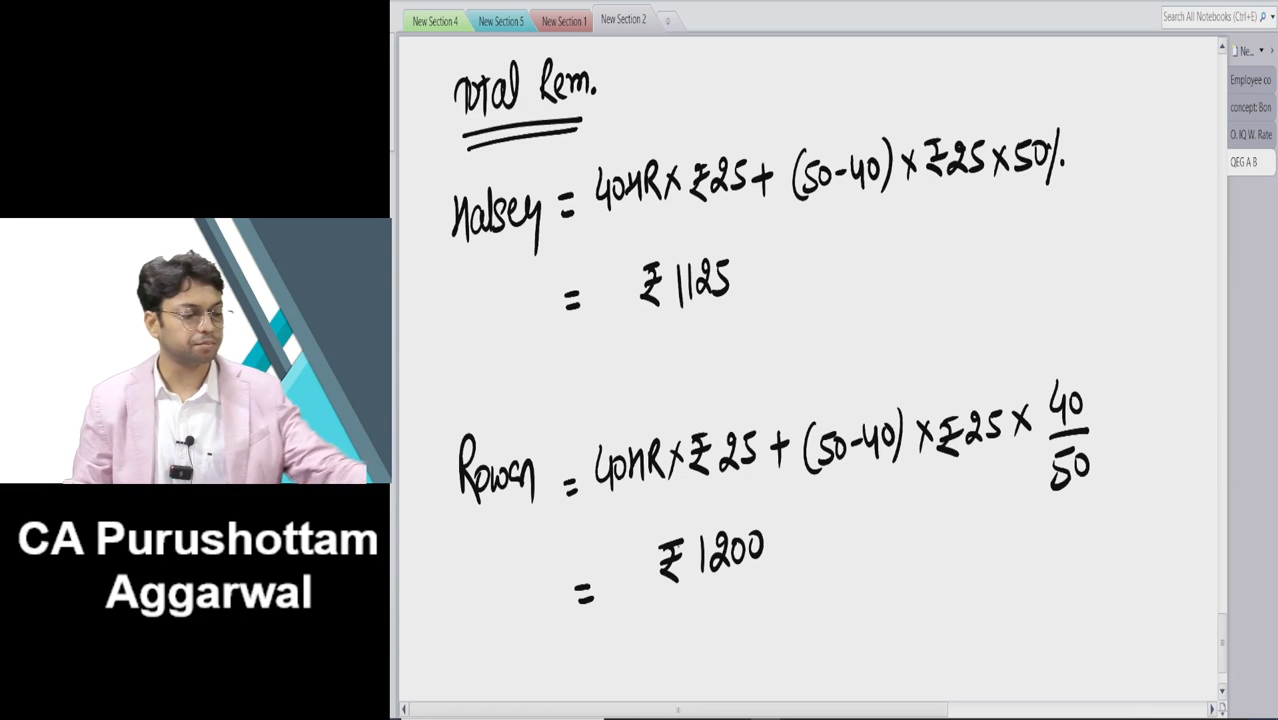 New Section 4
New Section 5
New Section 1
New Section 2
Search All Notebooks (Ctrl+E)
Ne...
Employee co
concept: Bon
O. IQ W. Rate
QEG A B
Total Rem.
Halsey = 40HR × ₹25 + (50-40) × ₹25 × 50%.
= ₹1125
Rowan = 40HR × ₹25 + (50-40) × ₹25 × 40/50
= ₹1200
CA Purushottam
Aggarwal